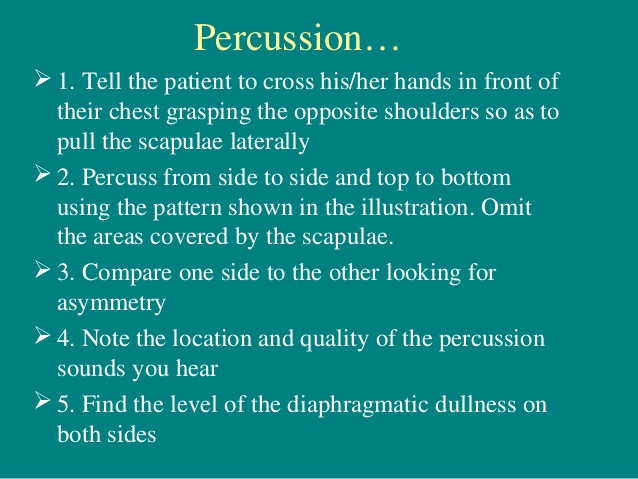 Percussion…
➢ 1. Tell the patient to cross his/her hands in front of
their chest grasping the opposite shoulders so as to
pull the scapulae laterally
➢ 2. Percuss from side to side and top to bottom
using the pattern shown in the illustration. Omit
the areas covered by the scapulae.
➢ 3. Compare one side to the other looking for
asymmetry
➢ 4. Note the location and quality of the percussion
sounds you hear
➢ 5. Find the level of the diaphragmatic dullness on
both sides